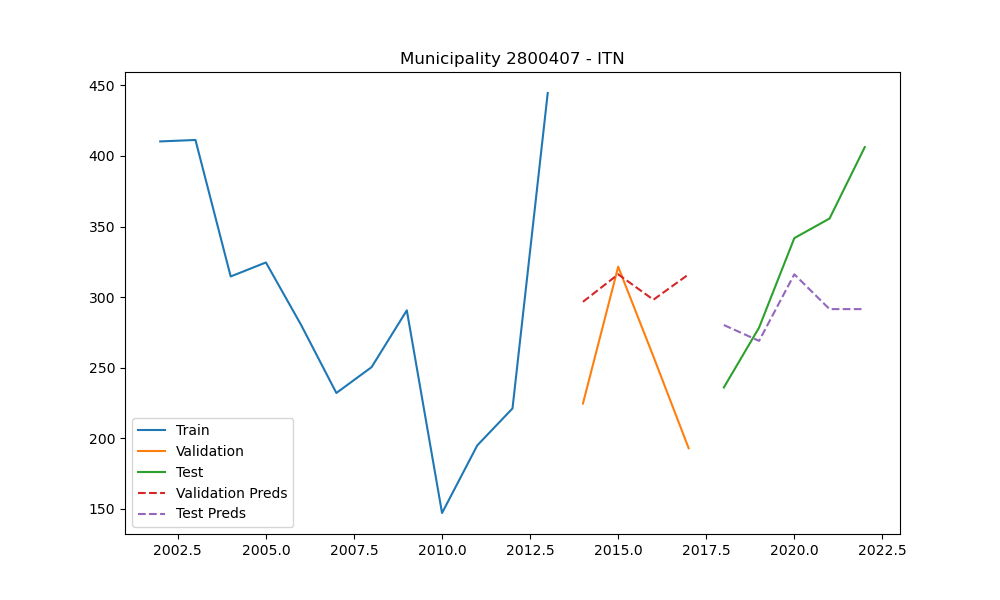 Municipality 2800407 - ITN
450
400
350
300
250
200
150
Train
Validation
Test
Validation Preds
Test Preds
2002.5 2005.0 2007.5 2010.0 2012.5 2015.0 2017.5 2020.0 2022.5